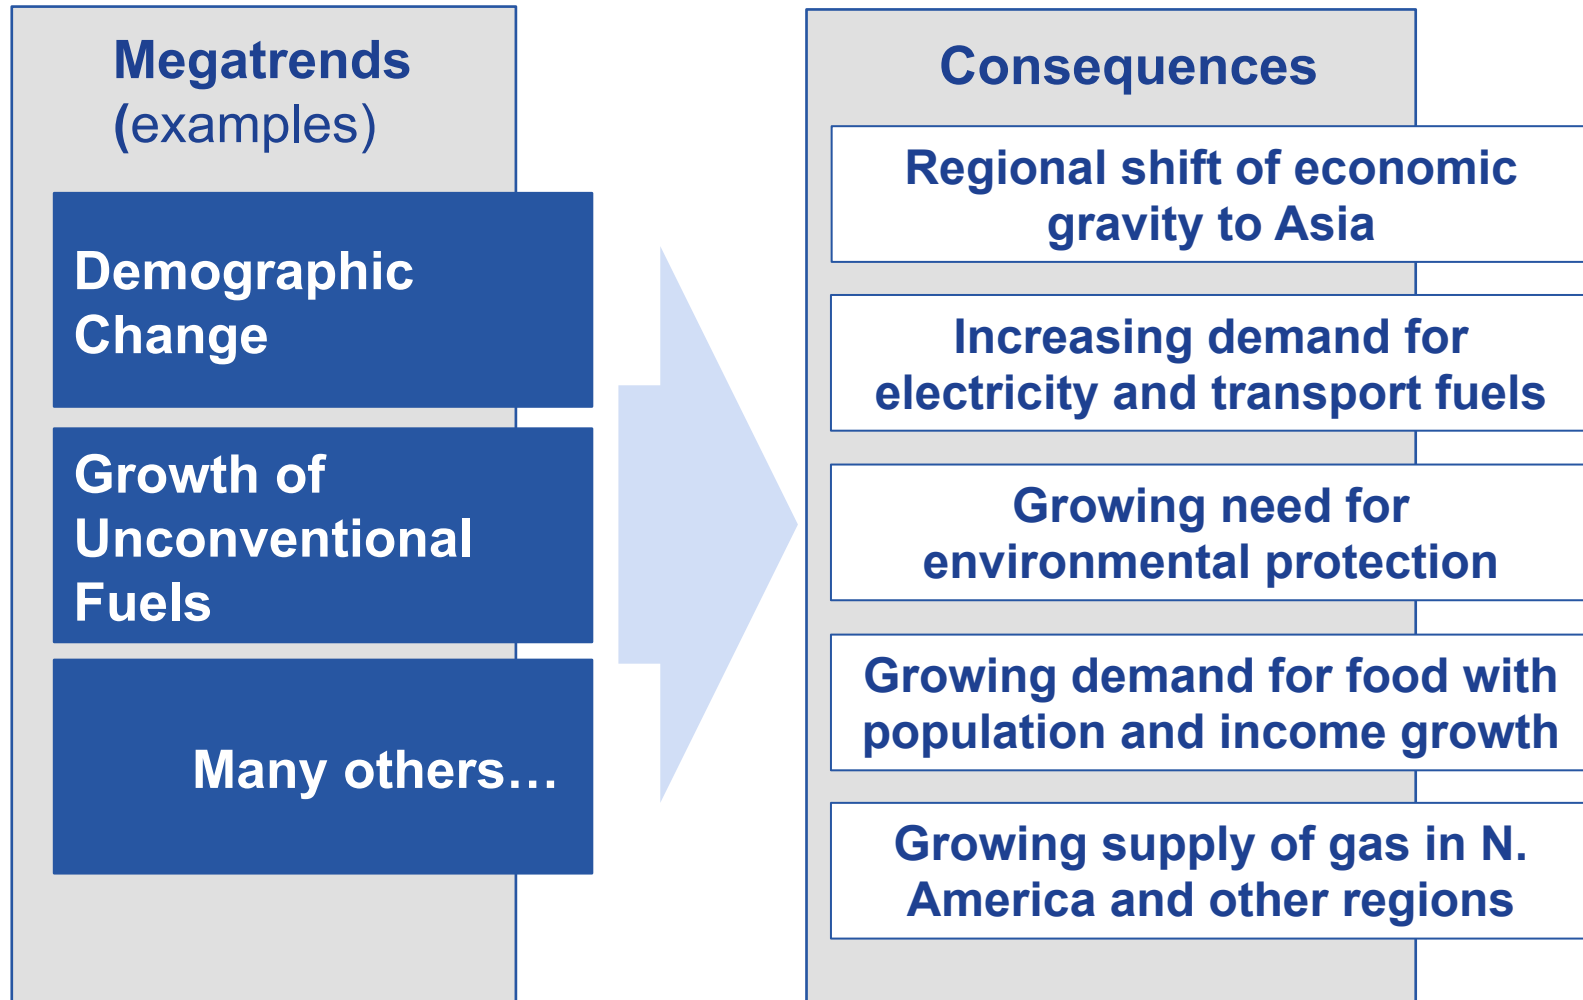 Megatrends
(examples)
Demographic
Change
Growth of
Unconventional
Fuels
Many others…
Consequences
Regional shift of economic
gravity to Asia
Increasing demand for
electricity and transport fuels
Growing need for
environmental protection
Growing demand for food with
population and income growth
Growing supply of gas in N.
America and other regions